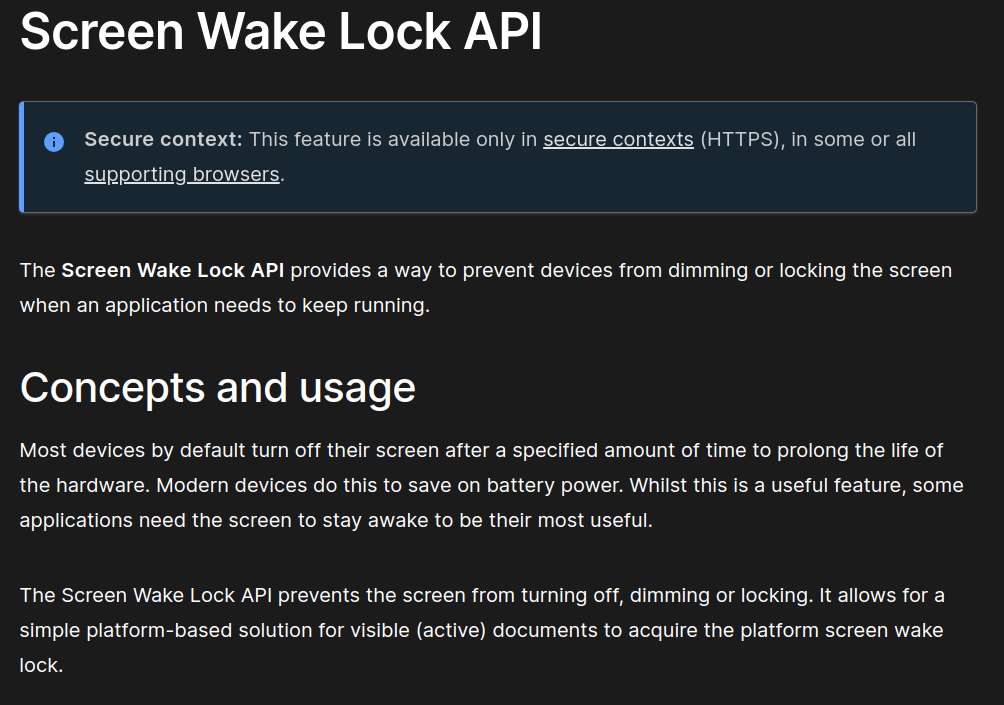 Screen Wake Lock API
Secure context: This feature is available only in secure contexts (HTTPS), in some or all
supporting browsers.
The Screen Wake Lock API provides a way to prevent devices from dimming or locking the screen
when an application needs to keep running.
Concepts and usage
Most devices by default turn off their screen after a specified amount of time to prolong the life of
the hardware. Modern devices do this to save on battery power. Whilst this is a useful feature, some
applications need the screen to stay awake to be their most useful.
The Screen Wake Lock API prevents the screen from turning off, dimming or locking. It allows for a
simple platform-based solution for visible (active) documents to acquire the platform screen wake
lock.